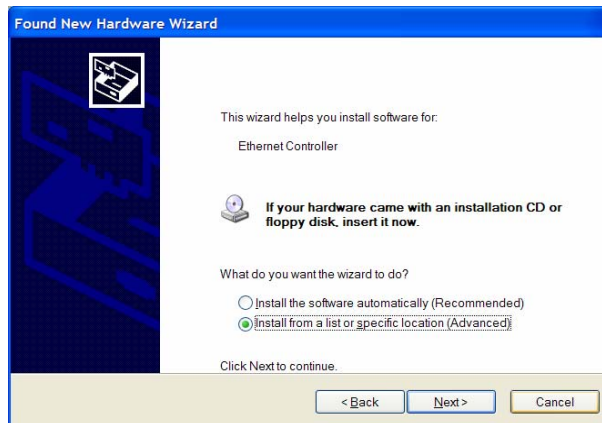 Found New Hardware Wizard
This wizard helps you install software for:
Ethernet Controller
If your hardware came with an installation CD or
floppy disk, insert it now.
What do you want the wizard to do?
Install the software automatically (Recommended)
Install from a list or specific location (Advanced)
Click Next to continue.
< Back Next > Cancel